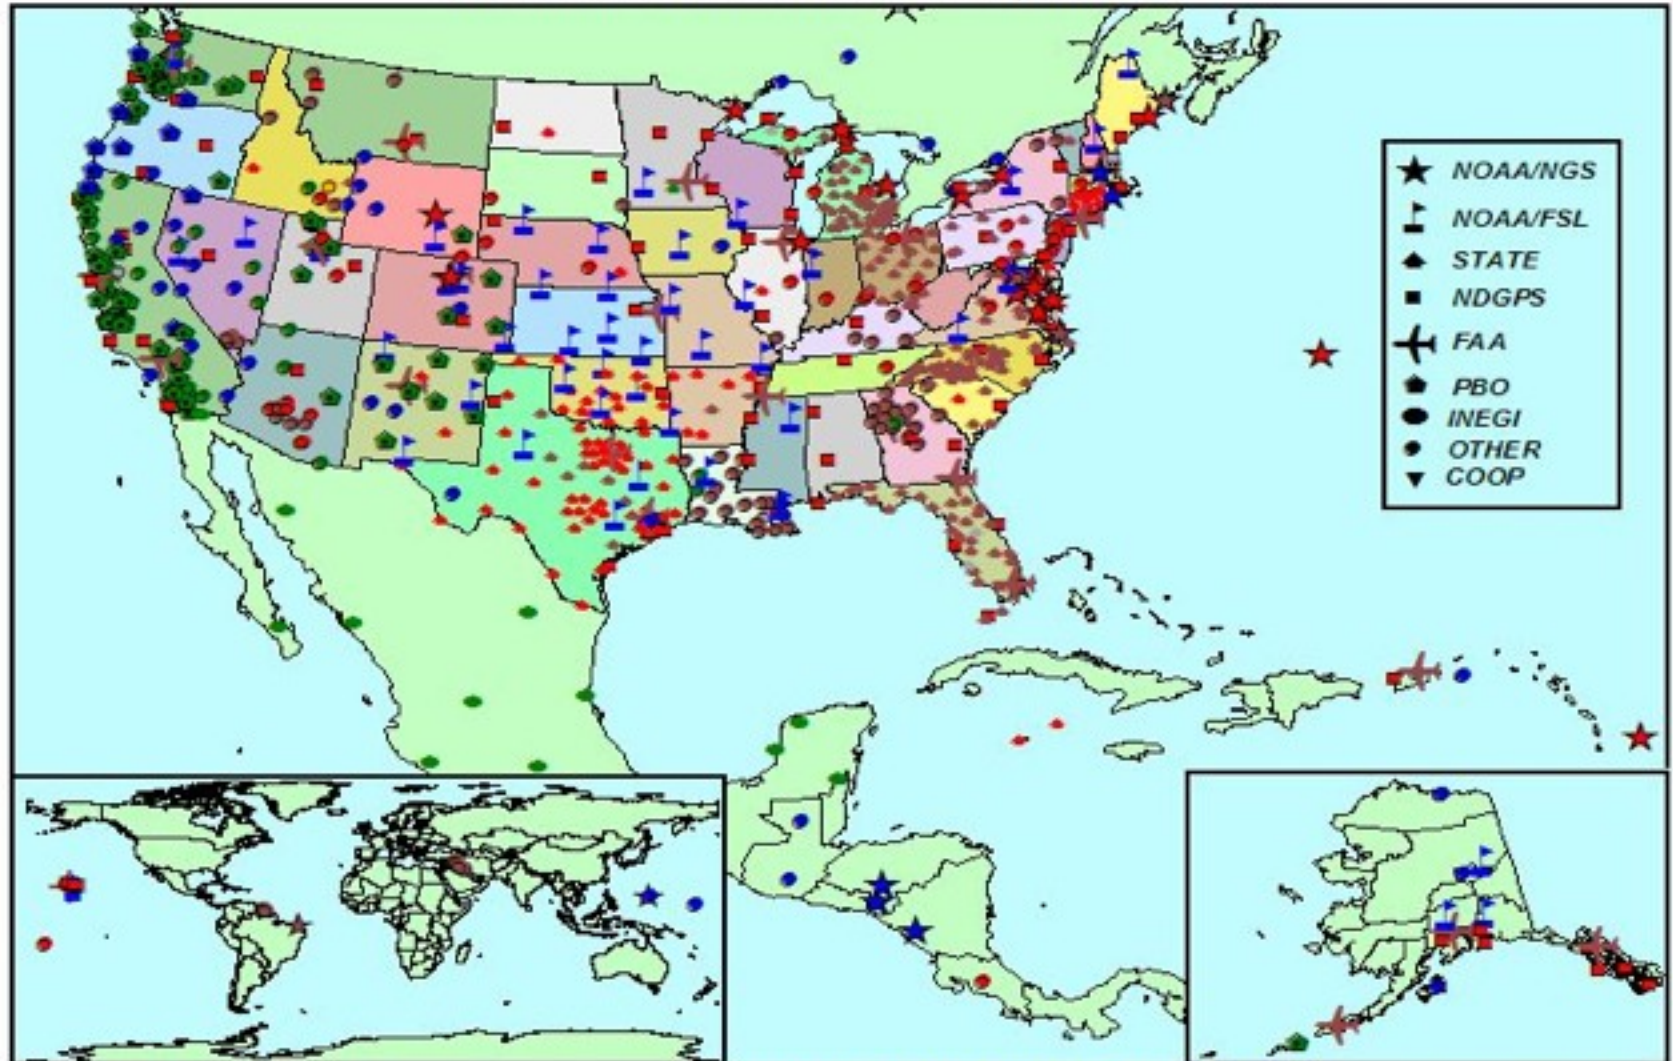 NOAA/NGS
NOAA/FSL
STATE
NDGPS
FAA
PBO
INEGI
OTHER
COOP